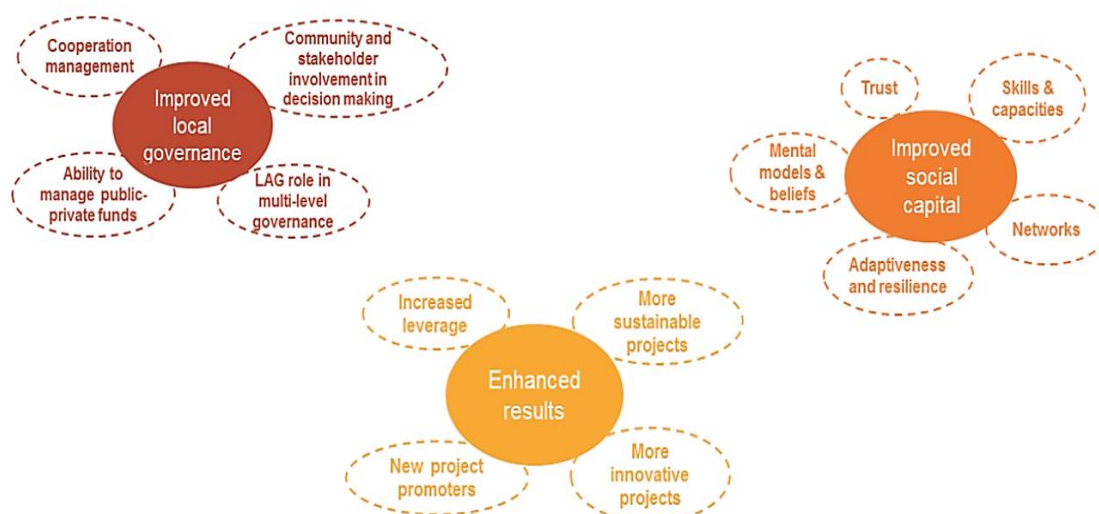 Cooperation
management
Community and
stakeholder
involvement in
decision making
Improved
local
governance
Ability to
manage public-
private funds
LAG role in
multi-level
governance
Trust
Skills &
capacities
Mental
models &
beliefs
Improved
social
capital
Networks
Adaptiveness
and resilience
Increased
leverage
More
sustainable
projects
Enhanced
results
New project
promoters
More
innovative
projects